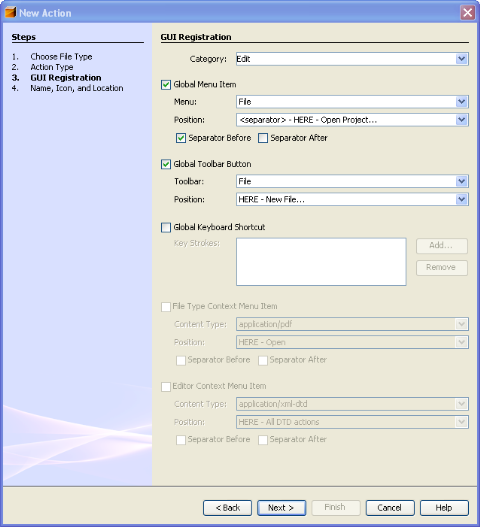 New Action
Steps
1. Choose File Type
2. Action Type
3. GUI Registration
4. Name, Icon, and Location
GUI Registration
Category: Edit
Global Menu Item
Menu: File
Position: <separator> - HERE - Open Project...
Separator Before Separator After
Global Toolbar Button
Toolbar: File
Position: HERE - New File...
Global Keyboard Shortcut
Key Strokes: Add...
Remove
File Type Context Menu Item
Content Type: application/pdf
Position: HERE - Open
Separator Before Separator After
Editor Context Menu Item
Content Type: application/xml-dtd
Position: HERE - All DTD actions
Separator Before Separator After
< Back Next > Finish Cancel Help